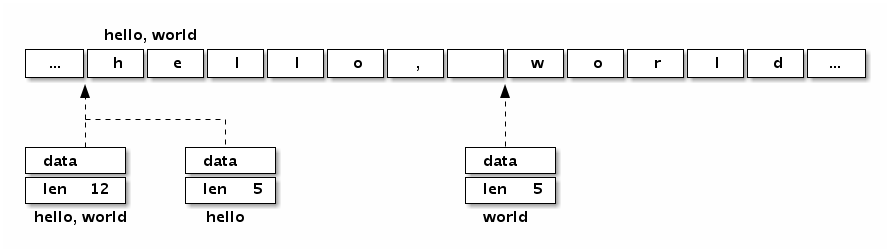 hello, world
... h e l l o , w o r l d ...
data data data
len 12 len 5 len 5
hello, world hello world